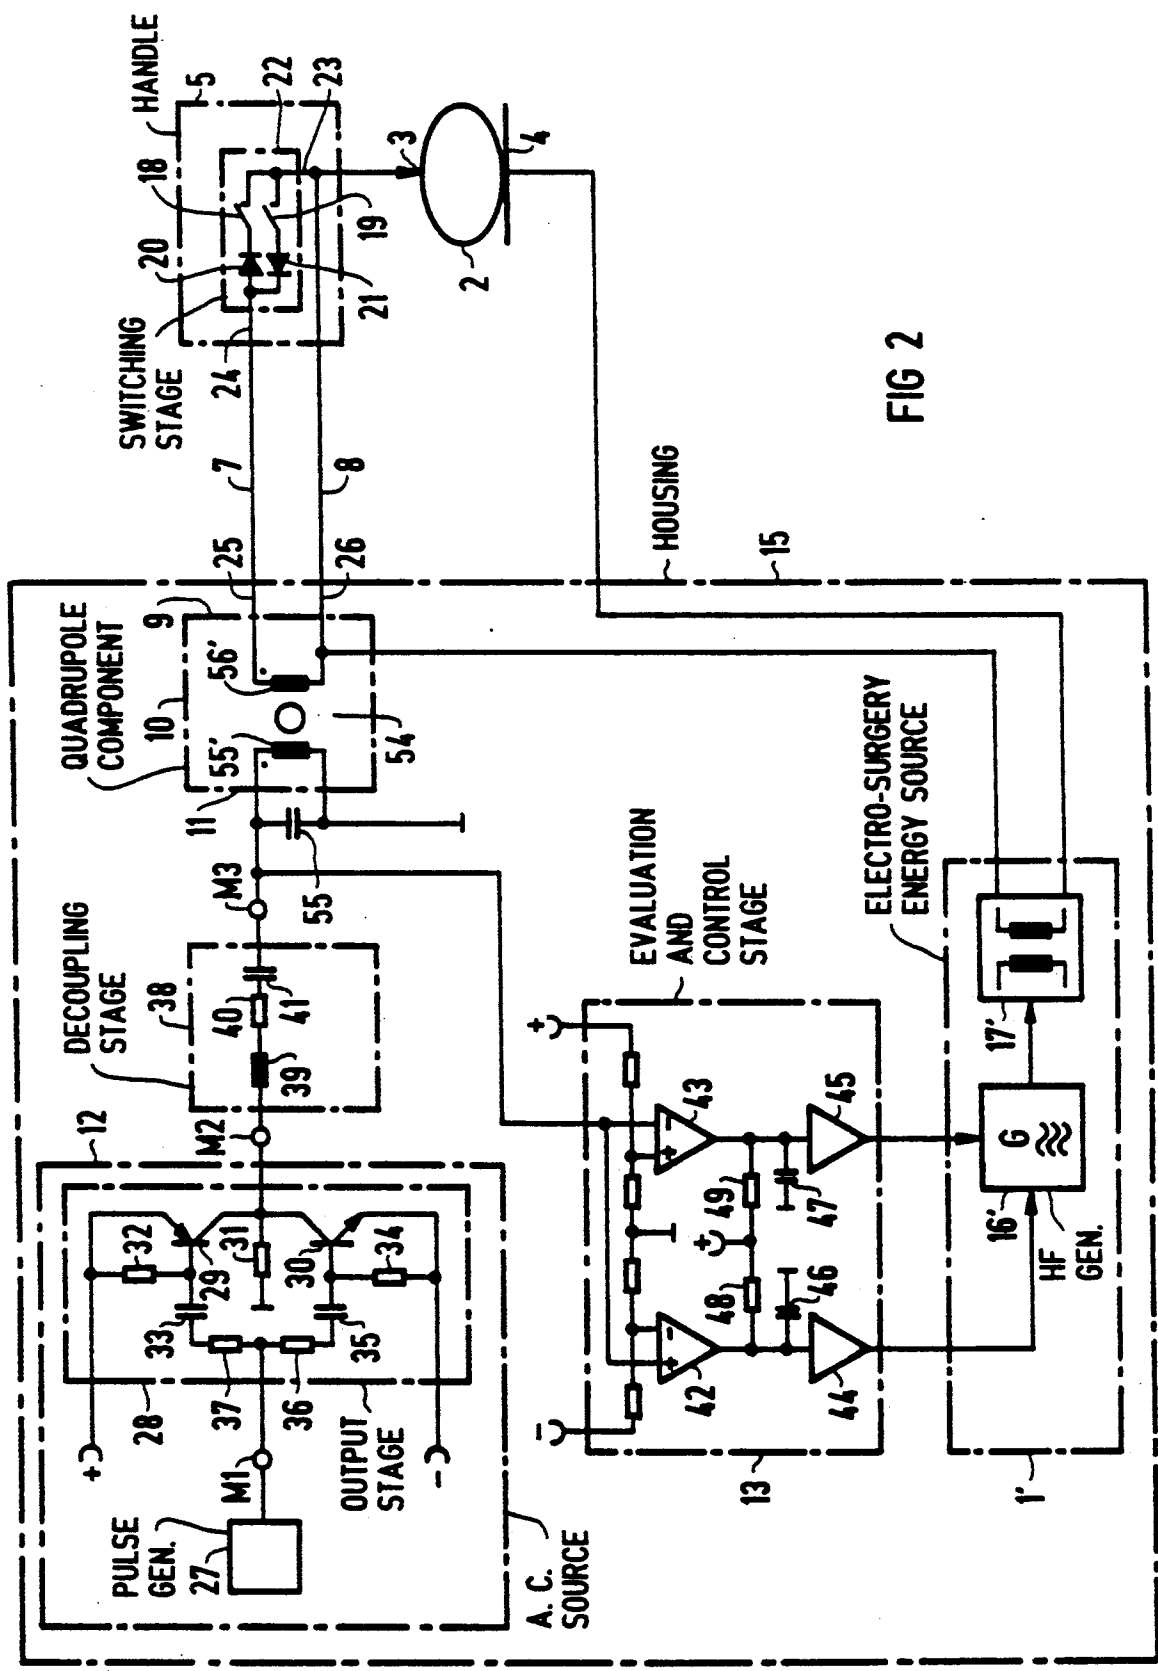 HANDLE
5
22
23
18
19
20
21
SWITCHING
STAGE
24
3
4
2
7
8
25
26
FIG 2
HOUSING
15
QUADRUPOLE
COMPONENT
9
10
56'
55'
54
11
55
M3
DECOUPLING
STAGE
38
40
41
39
M2
12
32
29
31
30
34
33
35
37
36
28
+
-
OUTPUT
STAGE
M1
PULSE
GEN.
27
A. C.
SOURCE
EVALUATION
AND
CONTROL
STAGE
+
-
- +
43
- +
42
45
44
49
48
+
47
46
13
ELECTRO-SURGERY
ENERGY SOURCE
17'
G
16'
HF
GEN.
1'